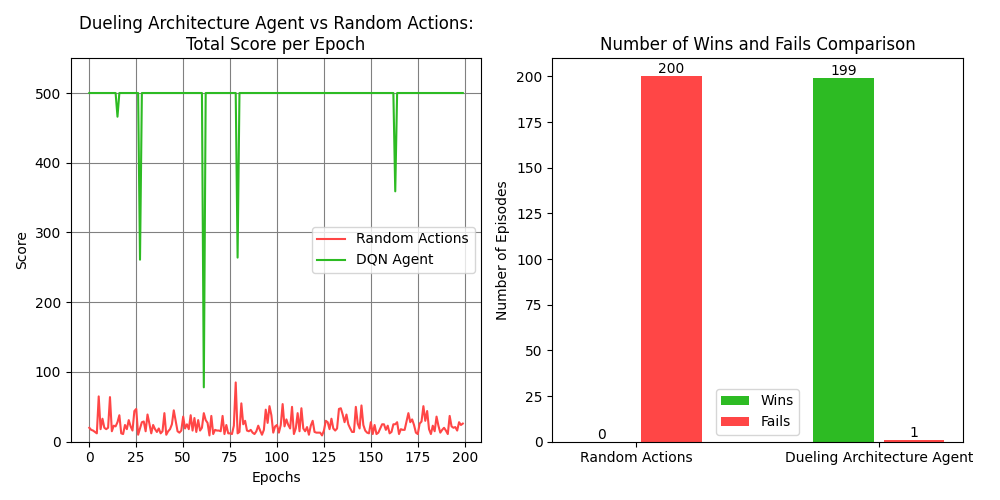 Dueling Architecture Agent vs Random Actions:
Total Score per Epoch
Score
500
400
300
200
100
0
0 25 50 75 100 125 150 175 200
Epochs
Random Actions
DQN Agent
Number of Wins and Fails Comparison
Number of Episodes
200
175
150
125
100
75
50
25
0
0
200
199
1
Wins
Fails
Random Actions
Dueling Architecture Agent